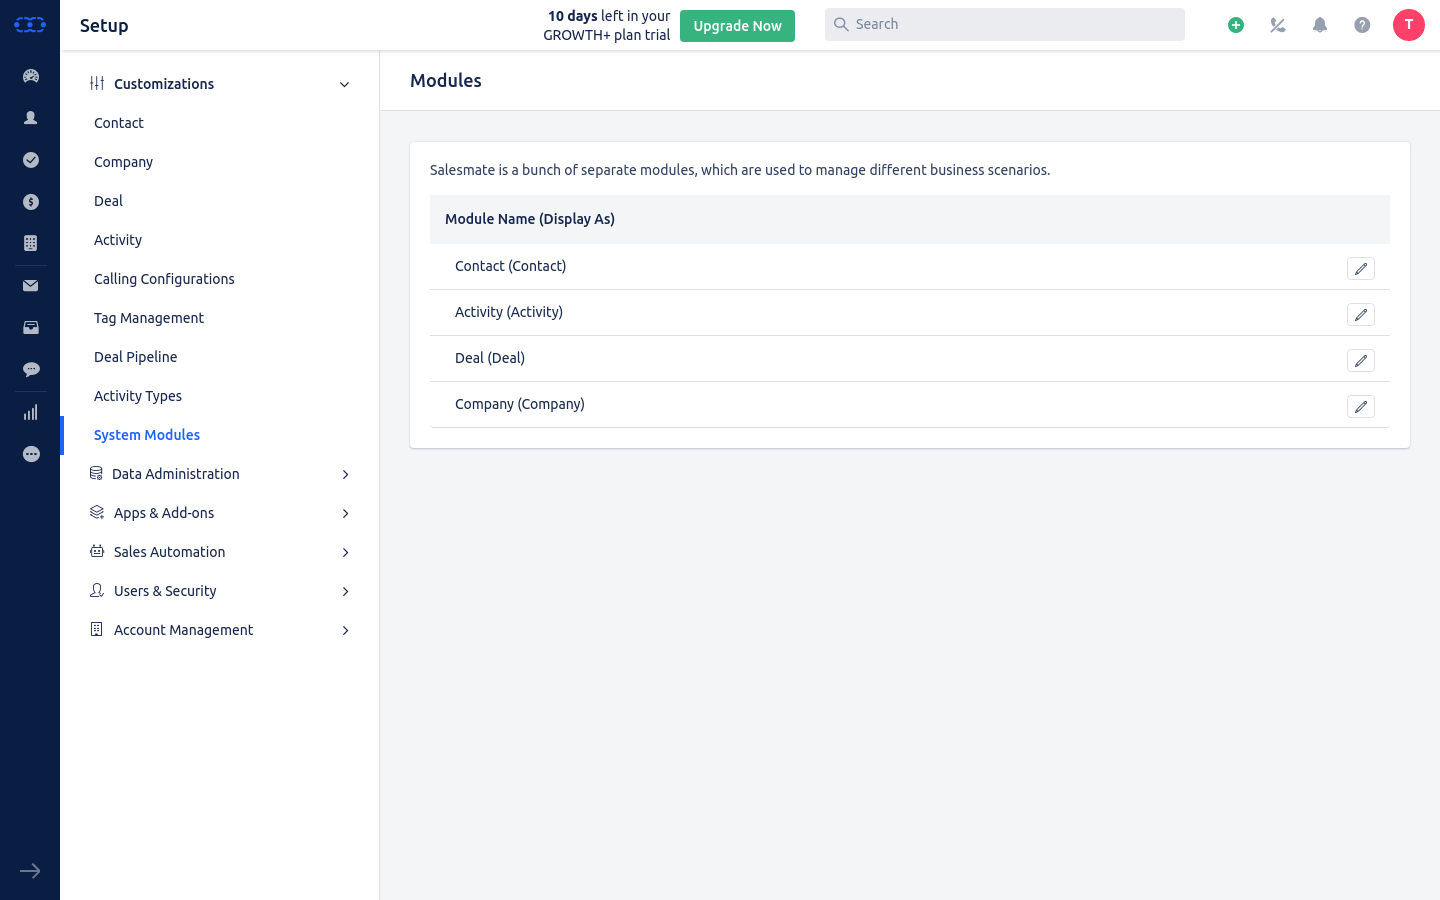 Setup
10 days left in your
GROWTH+ plan trial
Upgrade Now
Search
T
Customizations
Contact
Company
Deal
Activity
Calling Configurations
Tag Management
Deal Pipeline
Activity Types
System Modules
Data Administration
Apps & Add-ons
Sales Automation
Users & Security
Account Management
Modules
Salesmate is a bunch of separate modules, which are used to manage different business scenarios.
Module Name (Display As)
Contact (Contact)
Activity (Activity)
Deal (Deal)
Company (Company)